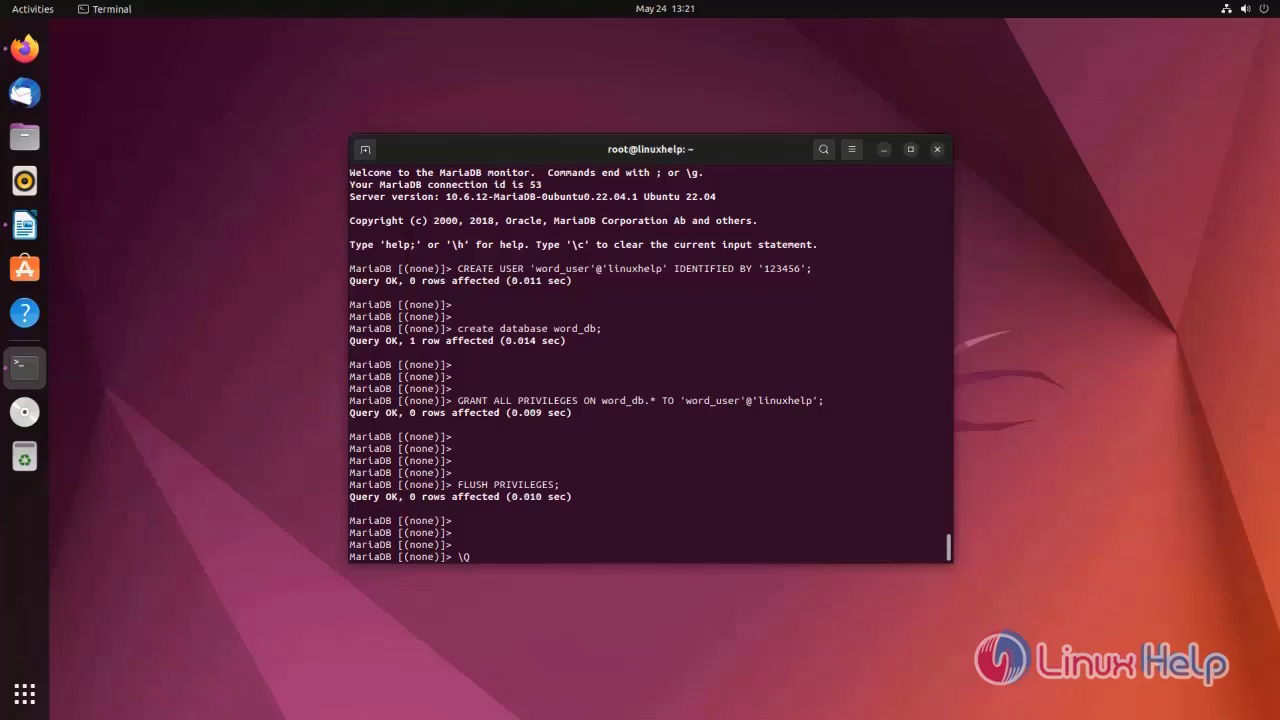 Activities
Terminal
May 24 13:21
root@linuxhelp: ~
Welcome to the MariaDB monitor.  Commands end with ; or \g.
Your MariaDB connection id is 53
Server version: 10.6.12-MariaDB-0ubuntu0.22.04.1 Ubuntu 22.04
Copyright (c) 2000, 2018, Oracle, MariaDB Corporation Ab and others.
Type 'help;' or '\h' for help. Type '\c' to clear the current input statement.
MariaDB [(none)]> CREATE USER 'word_user'@'linuxhelp' IDENTIFIED BY '123456';
Query OK, 0 rows affected (0.011 sec)
MariaDB [(none)]>
MariaDB [(none)]>
MariaDB [(none)]> create database word_db;
Query OK, 1 row affected (0.014 sec)
MariaDB [(none)]>
MariaDB [(none)]>
MariaDB [(none)]>
MariaDB [(none)]> GRANT ALL PRIVILEGES ON word_db.* TO 'word_user'@'linuxhelp';
Query OK, 0 rows affected (0.009 sec)
MariaDB [(none)]>
MariaDB [(none)]>
MariaDB [(none)]>
MariaDB [(none)]>
MariaDB [(none)]> FLUSH PRIVILEGES;
Query OK, 0 rows affected (0.010 sec)
MariaDB [(none)]>
MariaDB [(none)]>
MariaDB [(none)]>
MariaDB [(none)]> \Q
Linux Help